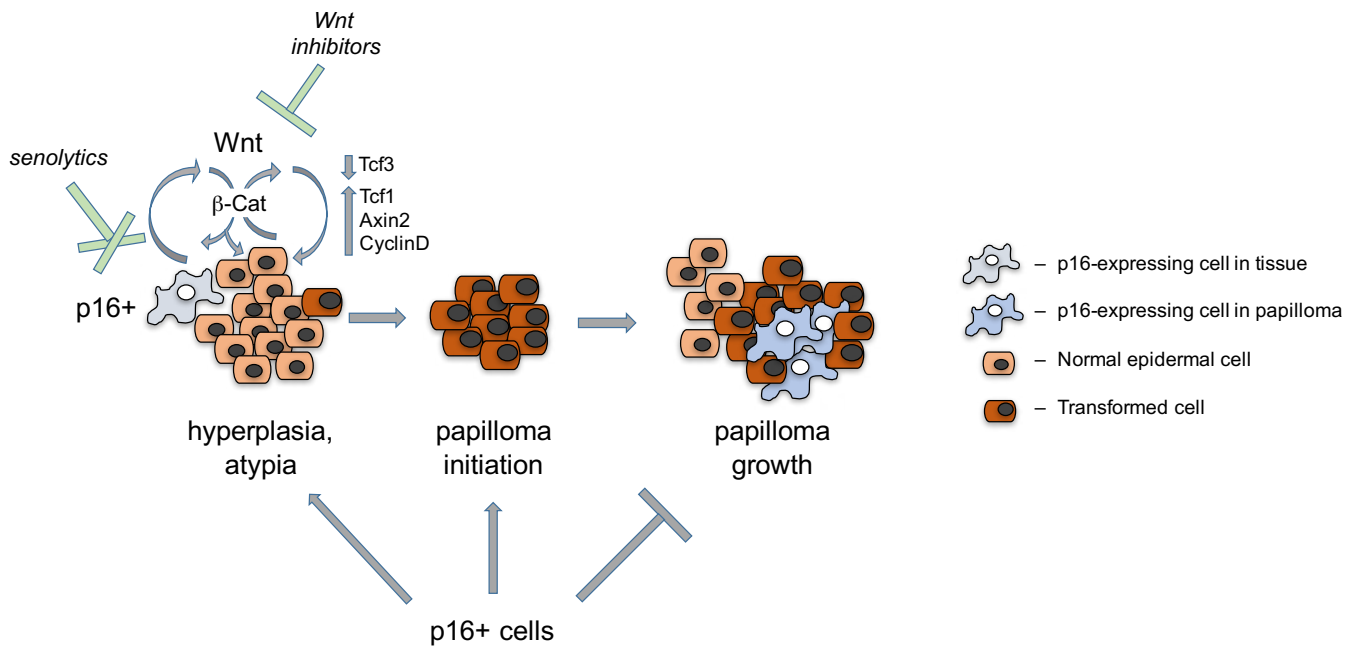 Wnt
inhibitors
senolytics
Wnt
β-Cat
Tcf3
Tcf1
Axin2
CyclinD
p16+
hyperplasia,
atypia
papilloma
initiation
papilloma
growth
p16+ cells
– p16-expressing cell in tissue
– p16-expressing cell in papilloma
– Normal epidermal cell
– Transformed cell